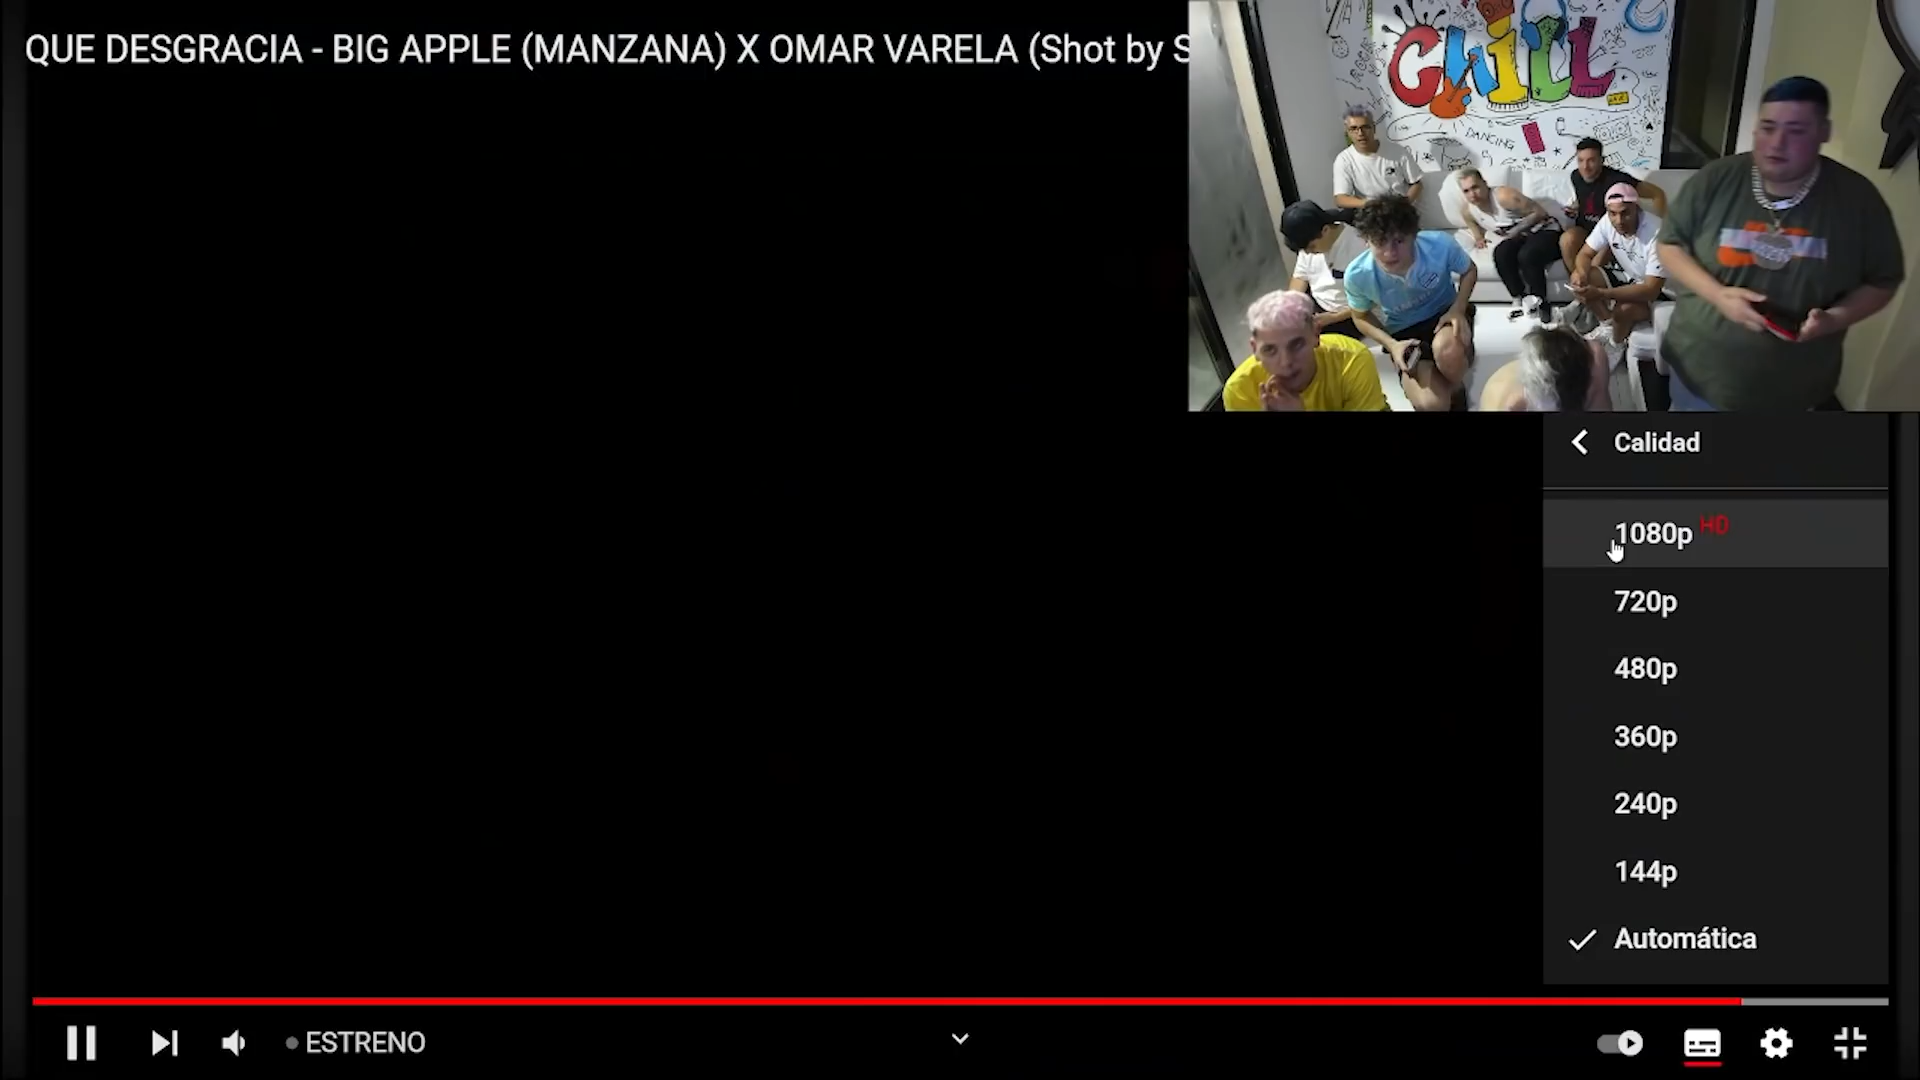 QUE DESGRACIA - BIG APPLE (MANZANA) X OMAR VARELA (Shot by S
CHILL
DANCING
Calidad
1080p HD
720p
480p
360p
240p
144p
Automática
ESTRENO